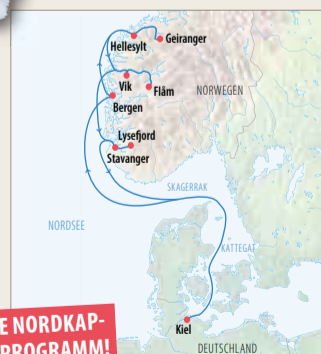 Geiranger
Hellesylt
Vik
Flåm
NORWEGEN
Bergen
Lysefjord
Stavanger
SKAGERRAK
NORDSEE
KATTEGAT
E NORDKAP-
PROGRAMM!
Kiel
DEUTSCHLAND